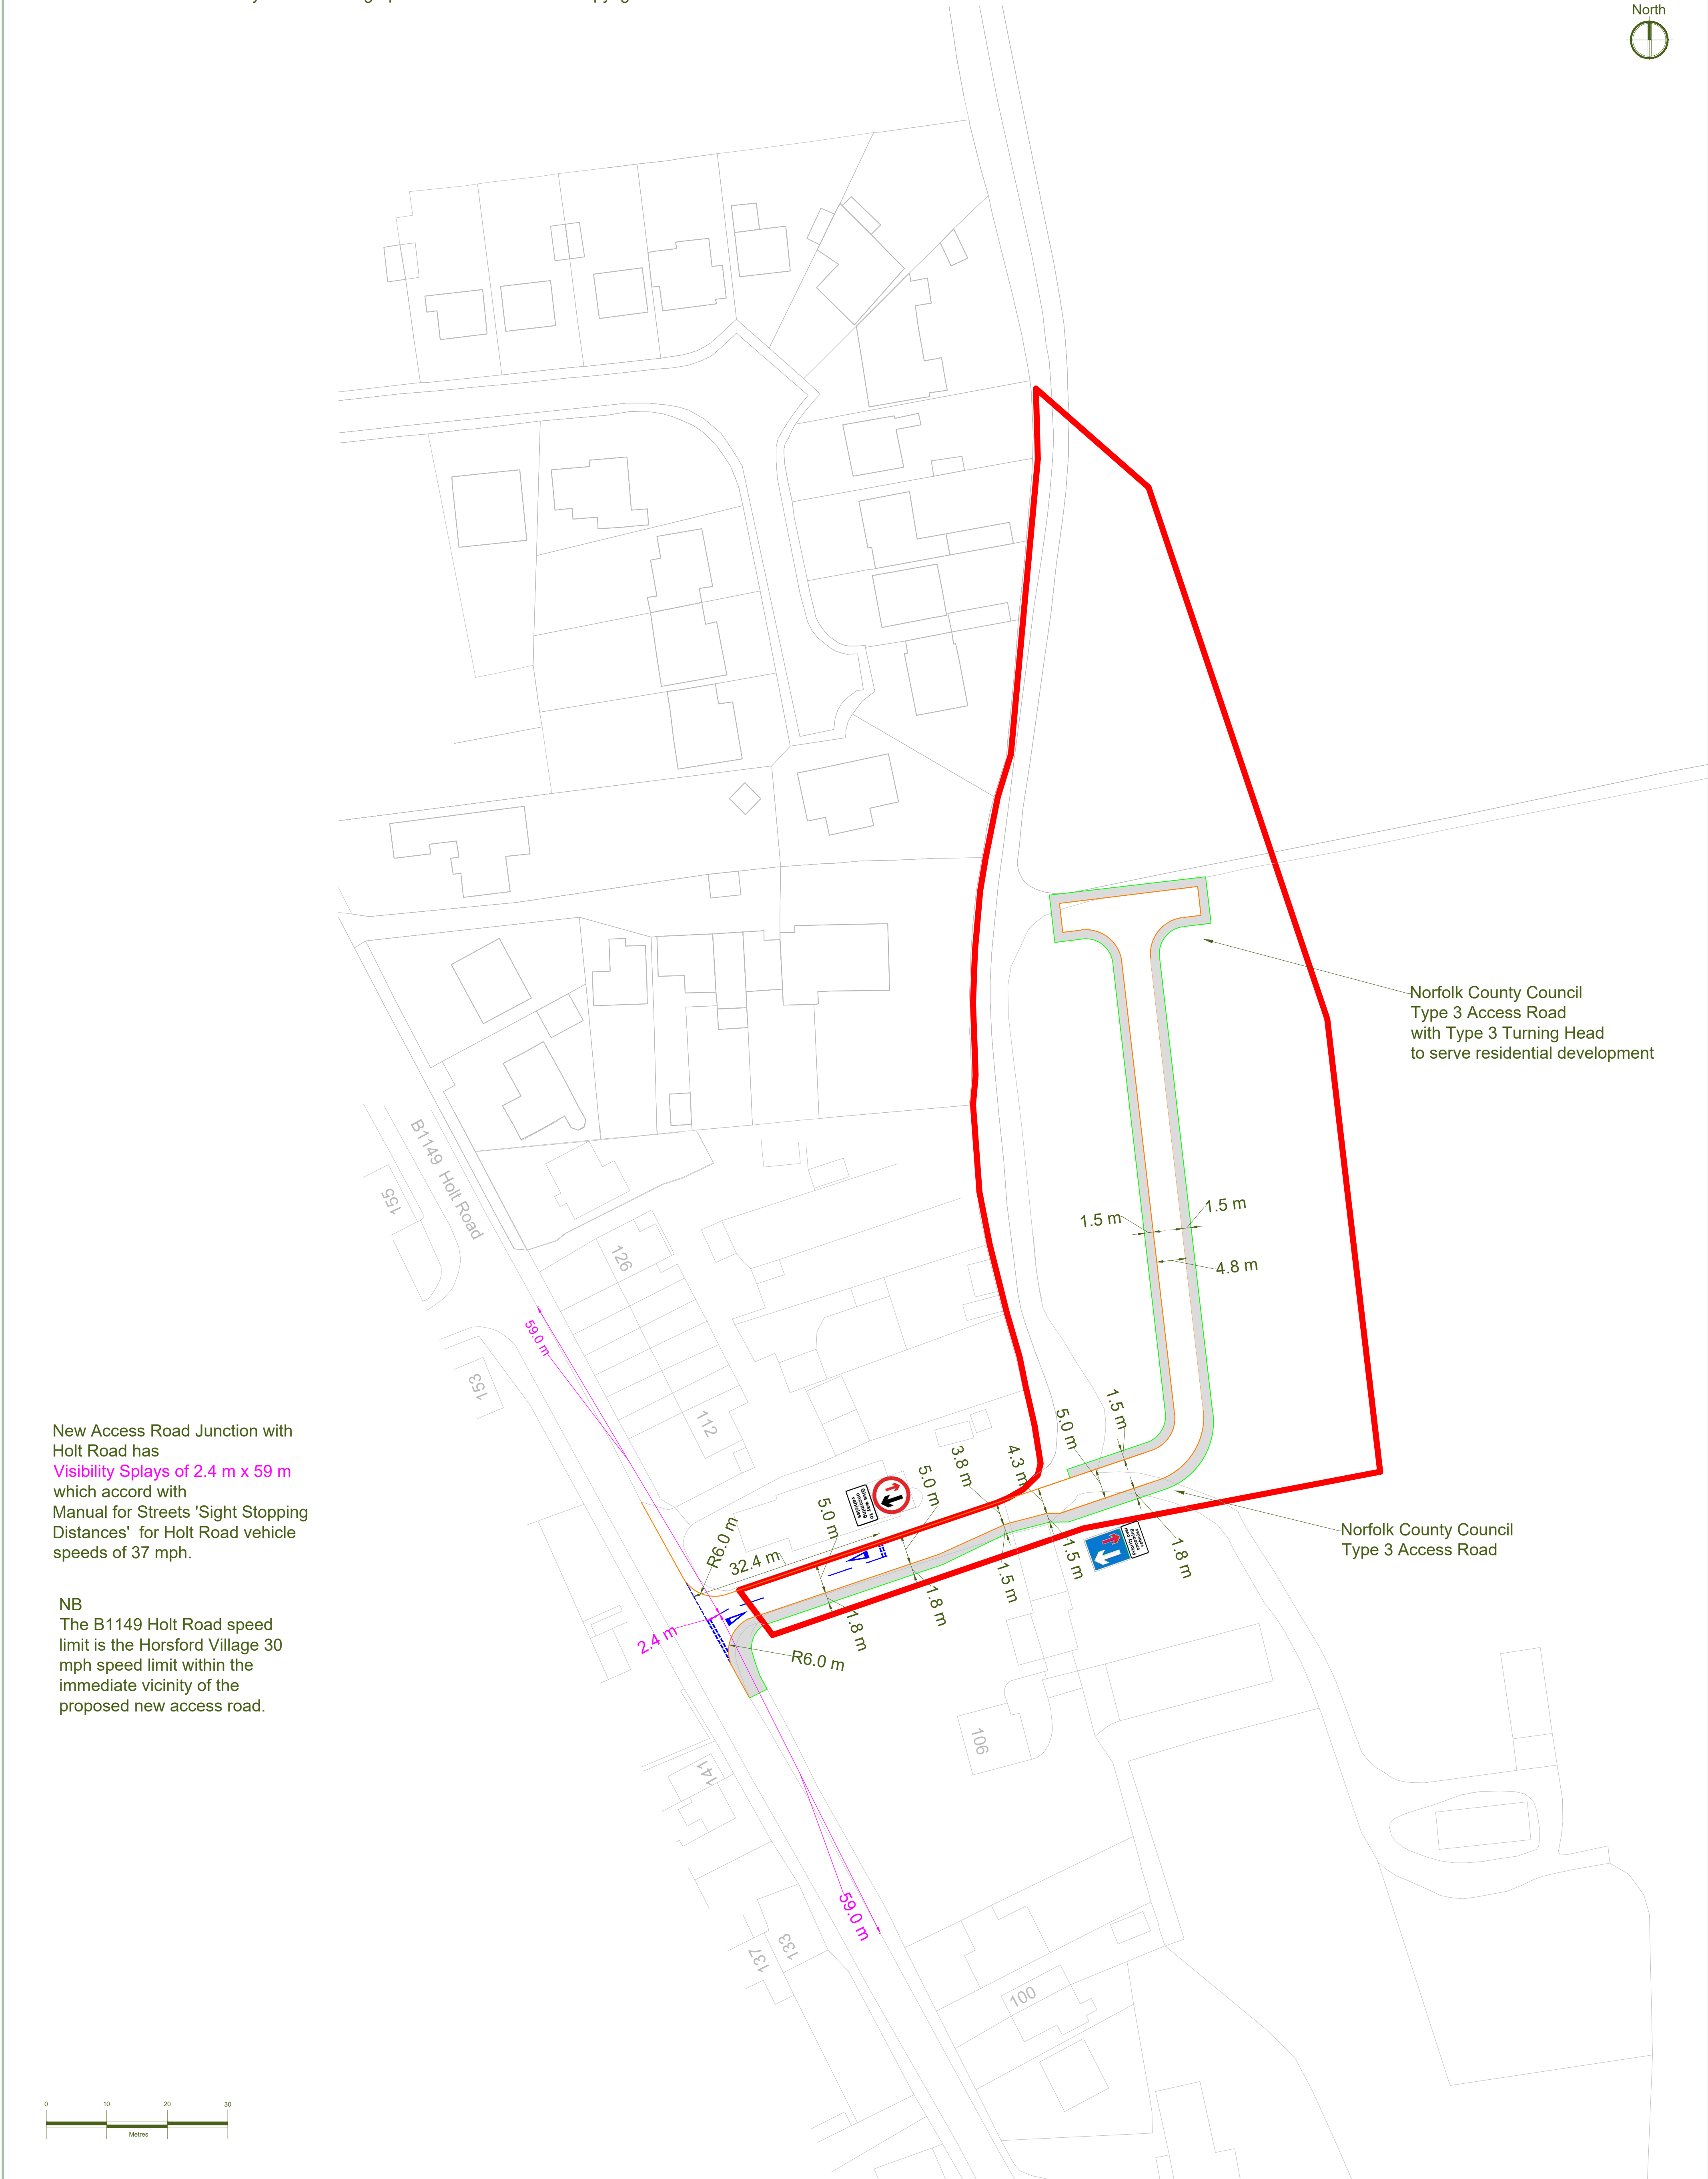 North
Norfolk County Council
Type 3 Access Road
with Type 3 Turning Head
to serve residential development
B1149 Holt Road
155
126
153
112
59.0 m
1.5 m
1.5 m
4.8 m
1.5 m
5.0 m
4.3 m
3.8 m
5.0 m
5.0 m
Give way to
oncoming
vehicles
R6.0 m
32.4 m
New Access Road Junction with
Holt Road has
Visibility Splays of 2.4 m x 59 m
which accord with
Manual for Streets 'Sight Stopping
Distances' for Holt Road vehicle
speeds of 37 mph.
Norfolk County Council
Type 3 Access Road
1.8 m
1.5 m
1.5 m
1.8 m
1.8 m
2.4 m
R6.0 m
NB
The B1149 Holt Road speed
limit is the Horsford Village 30
mph speed limit within the
immediate vicinity of the
proposed new access road.
106
141
59.0 m
133
137
100
0 10 20 30
Metres